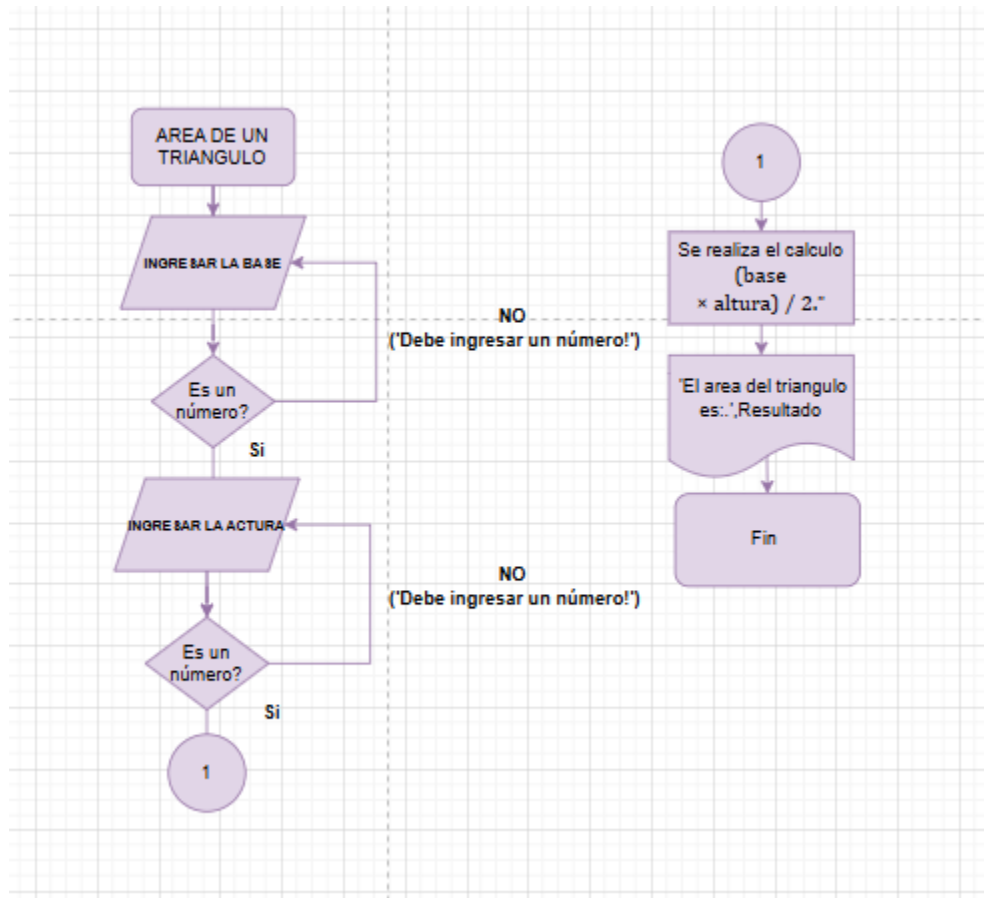 AREA DE UN
TRIANGULO
INGRESAR LA BASE
Es un
número?
NO
('Debe ingresar un número!')
Si
INGRESAR LA ACTURA
Es un
número?
NO
('Debe ingresar un número!')
Si
1
1
Se realiza el calculo
(base
× altura) / 2."
'El area del triangulo
es:.',Resultado
Fin